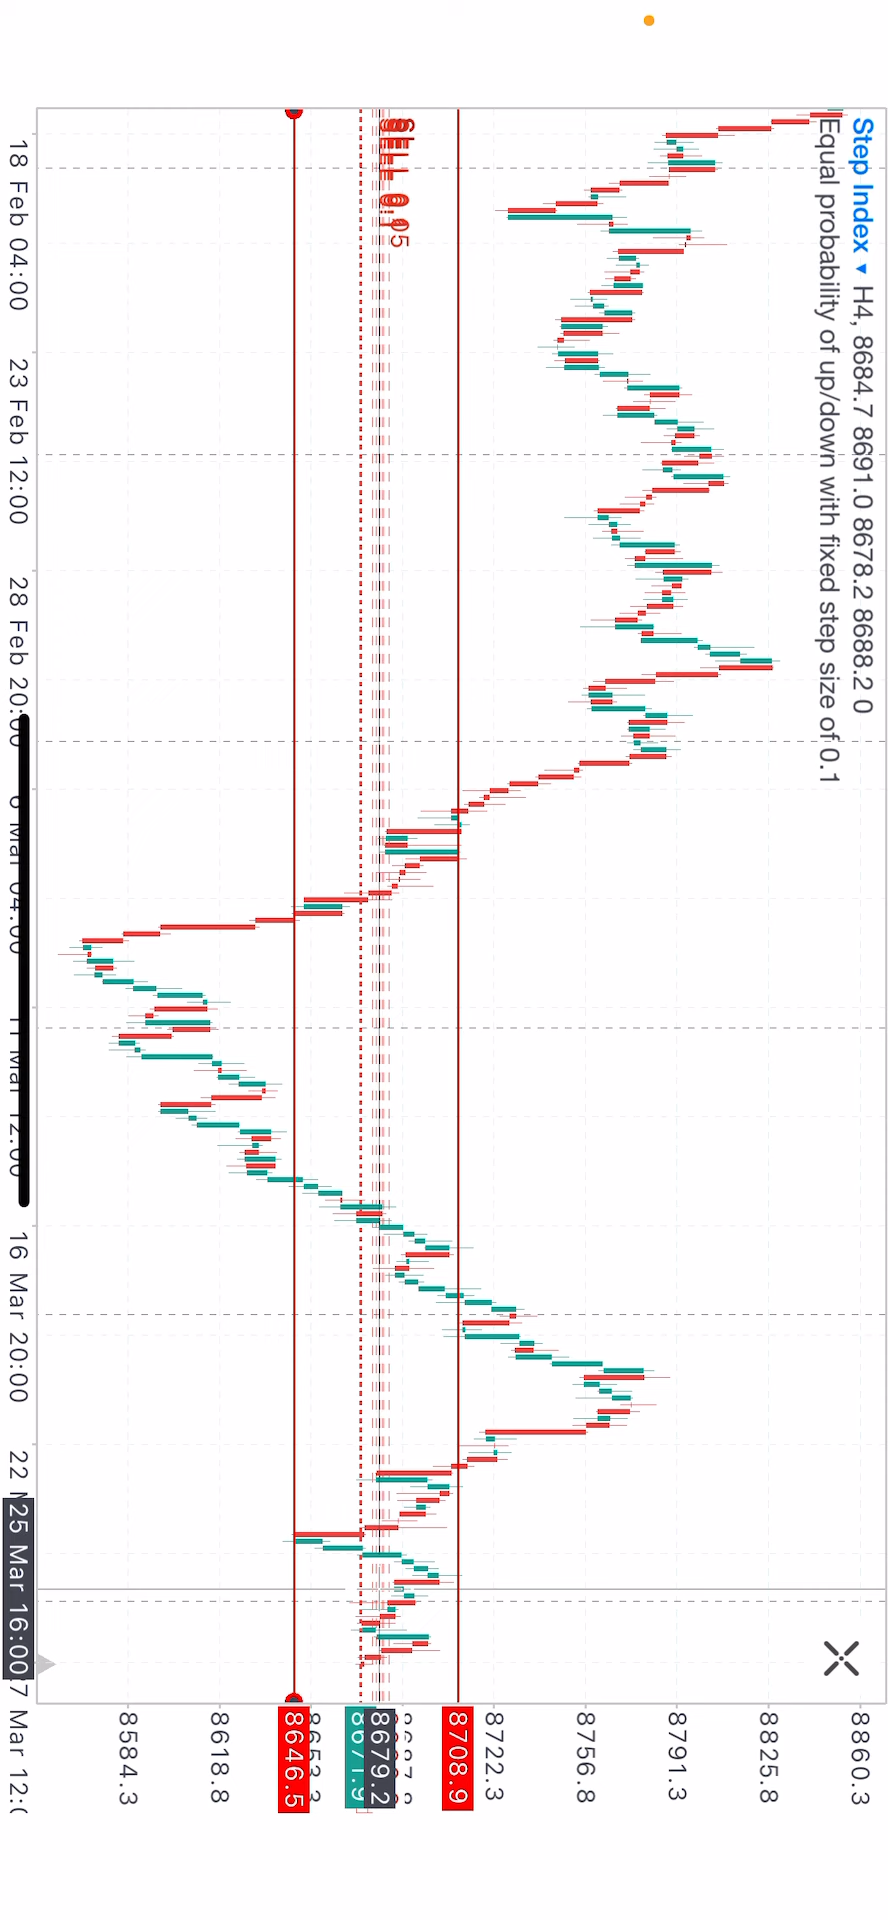 Step Index ▾ H4, 8684.7 8691.0 8678.2 8688.2 0
Equal probability of up/down with fixed step size of 0.1
SELL 0.05
8860.3
8825.8
8791.3
8756.8
8722.3
8708.9
8679.2
8671.9
8646.5
8618.8
8584.3
18 Feb 04:00
23 Feb 12:00
28 Feb 20:00
16 Mar 20:00
22
25 Mar 16:00